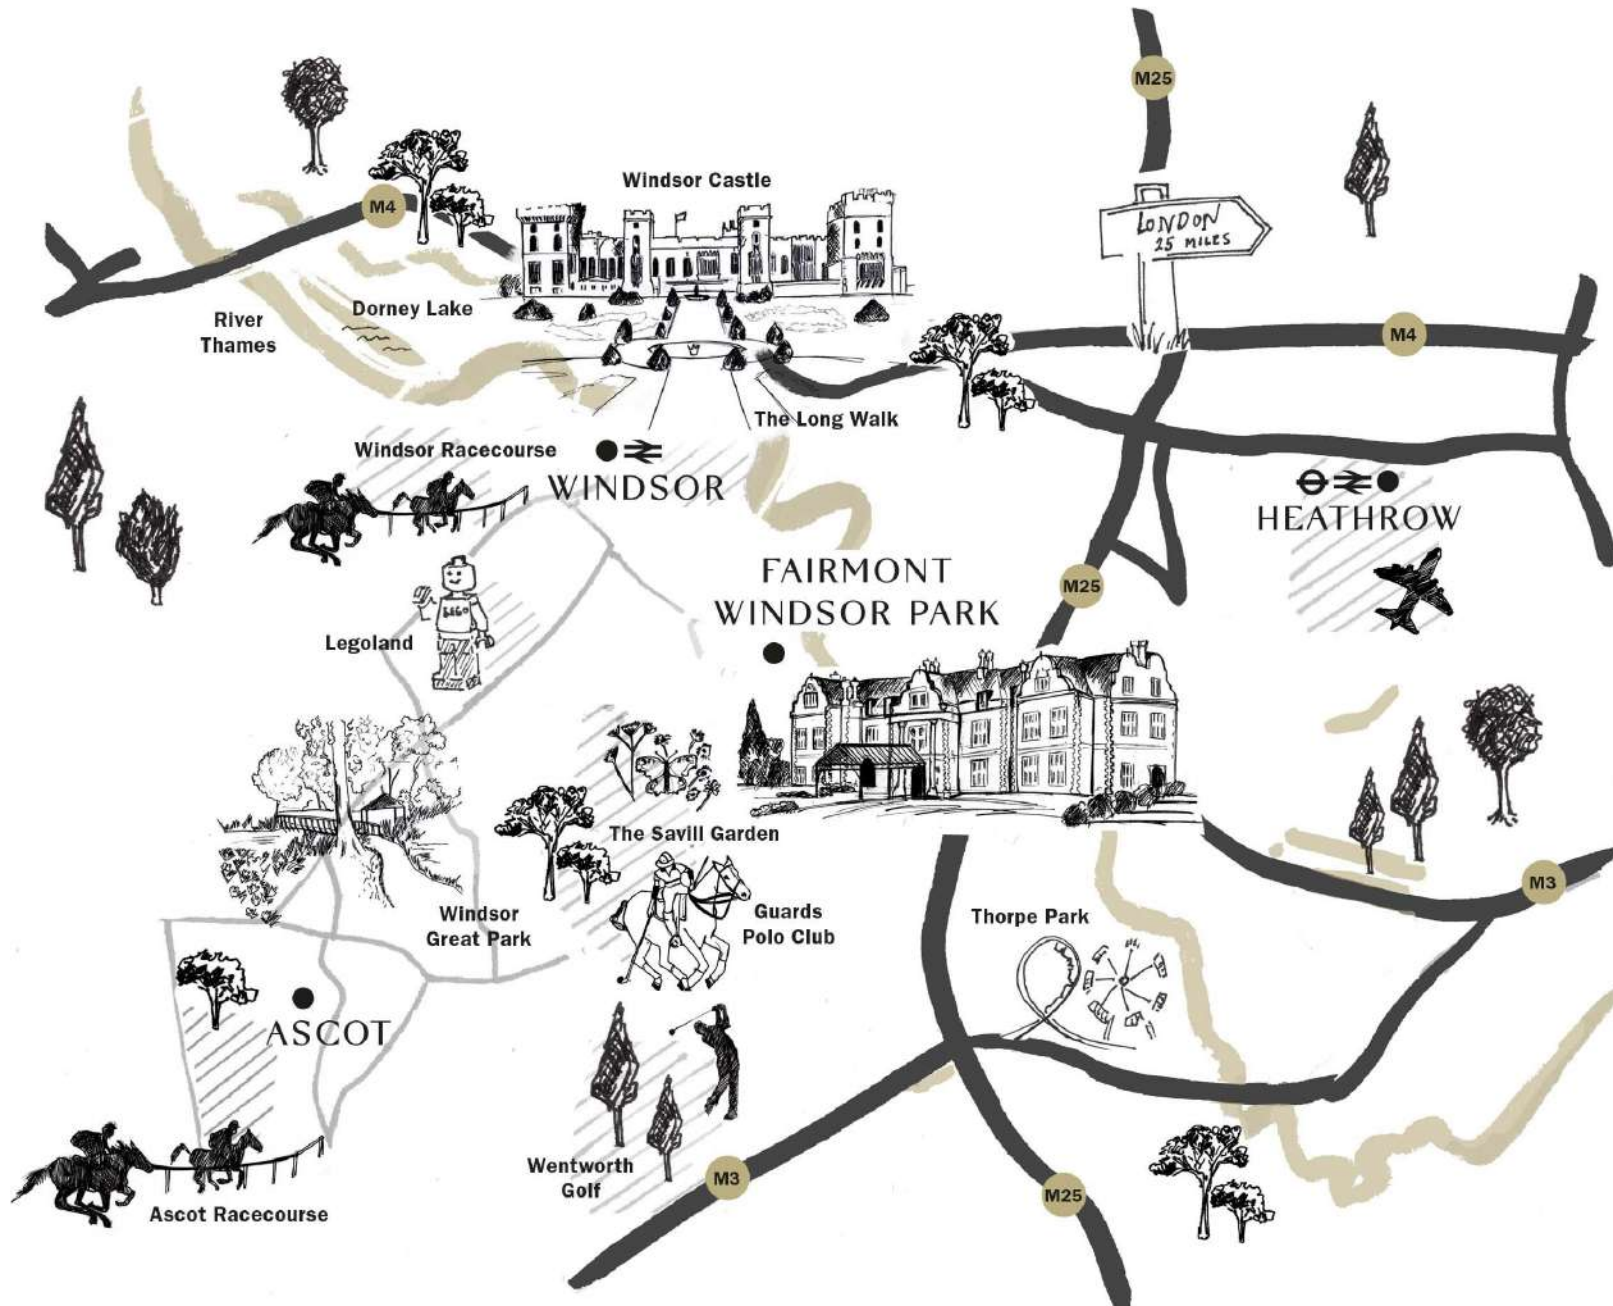 M25
Windsor Castle
M4
LONDON
25 MILES
Dorney Lake
River
Thames
M4
The Long Walk
Windsor Racecourse
WINDSOR
HEATHROW
FAIRMONT
WINDSOR PARK
M25
LEGO
Legoland
The Savill Garden
M3
Windsor
Great Park
Guards
Polo Club
Thorpe Park
ASCOT
Wentworth
Golf
M3
M25
Ascot Racecourse